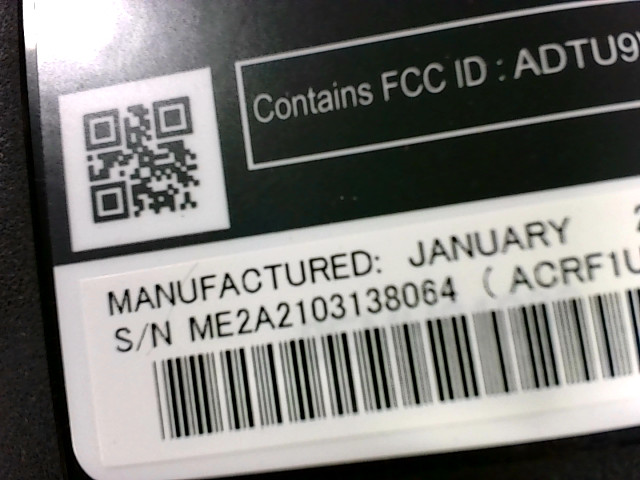 Contains FCC ID : ADTU9
MANUFACTURED: JANUARY
S/N ME2A2103138064 ( ACRF1U